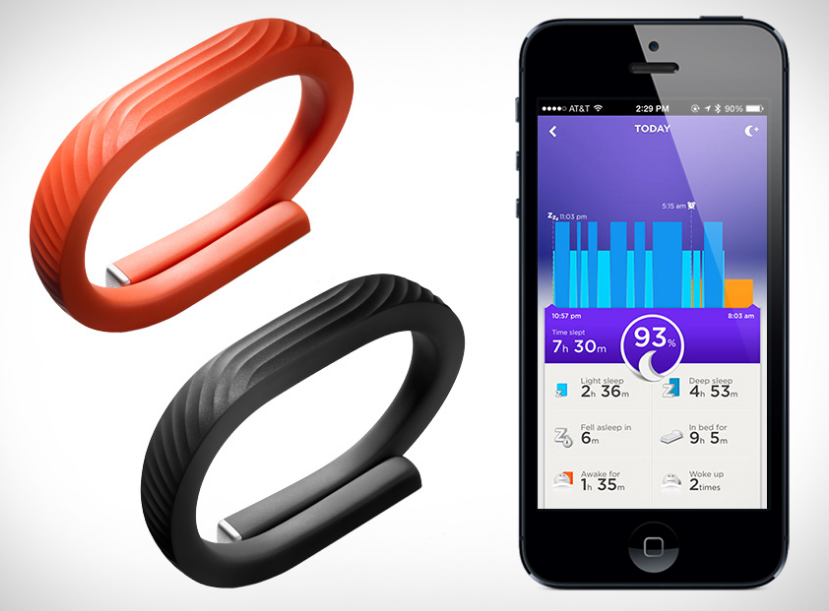 AT&T 2:29 PM 90%
TODAY
5:15 am
Zzz 11:03 pm
10:57 pm 8:03 am
Time slept
7h 30m
93%
Light sleep
2h 36m
Deep sleep
4h 53m
Fell asleep in
6m
In bed for
9h 5m
Awake for
1h 35m
Woke up
2times